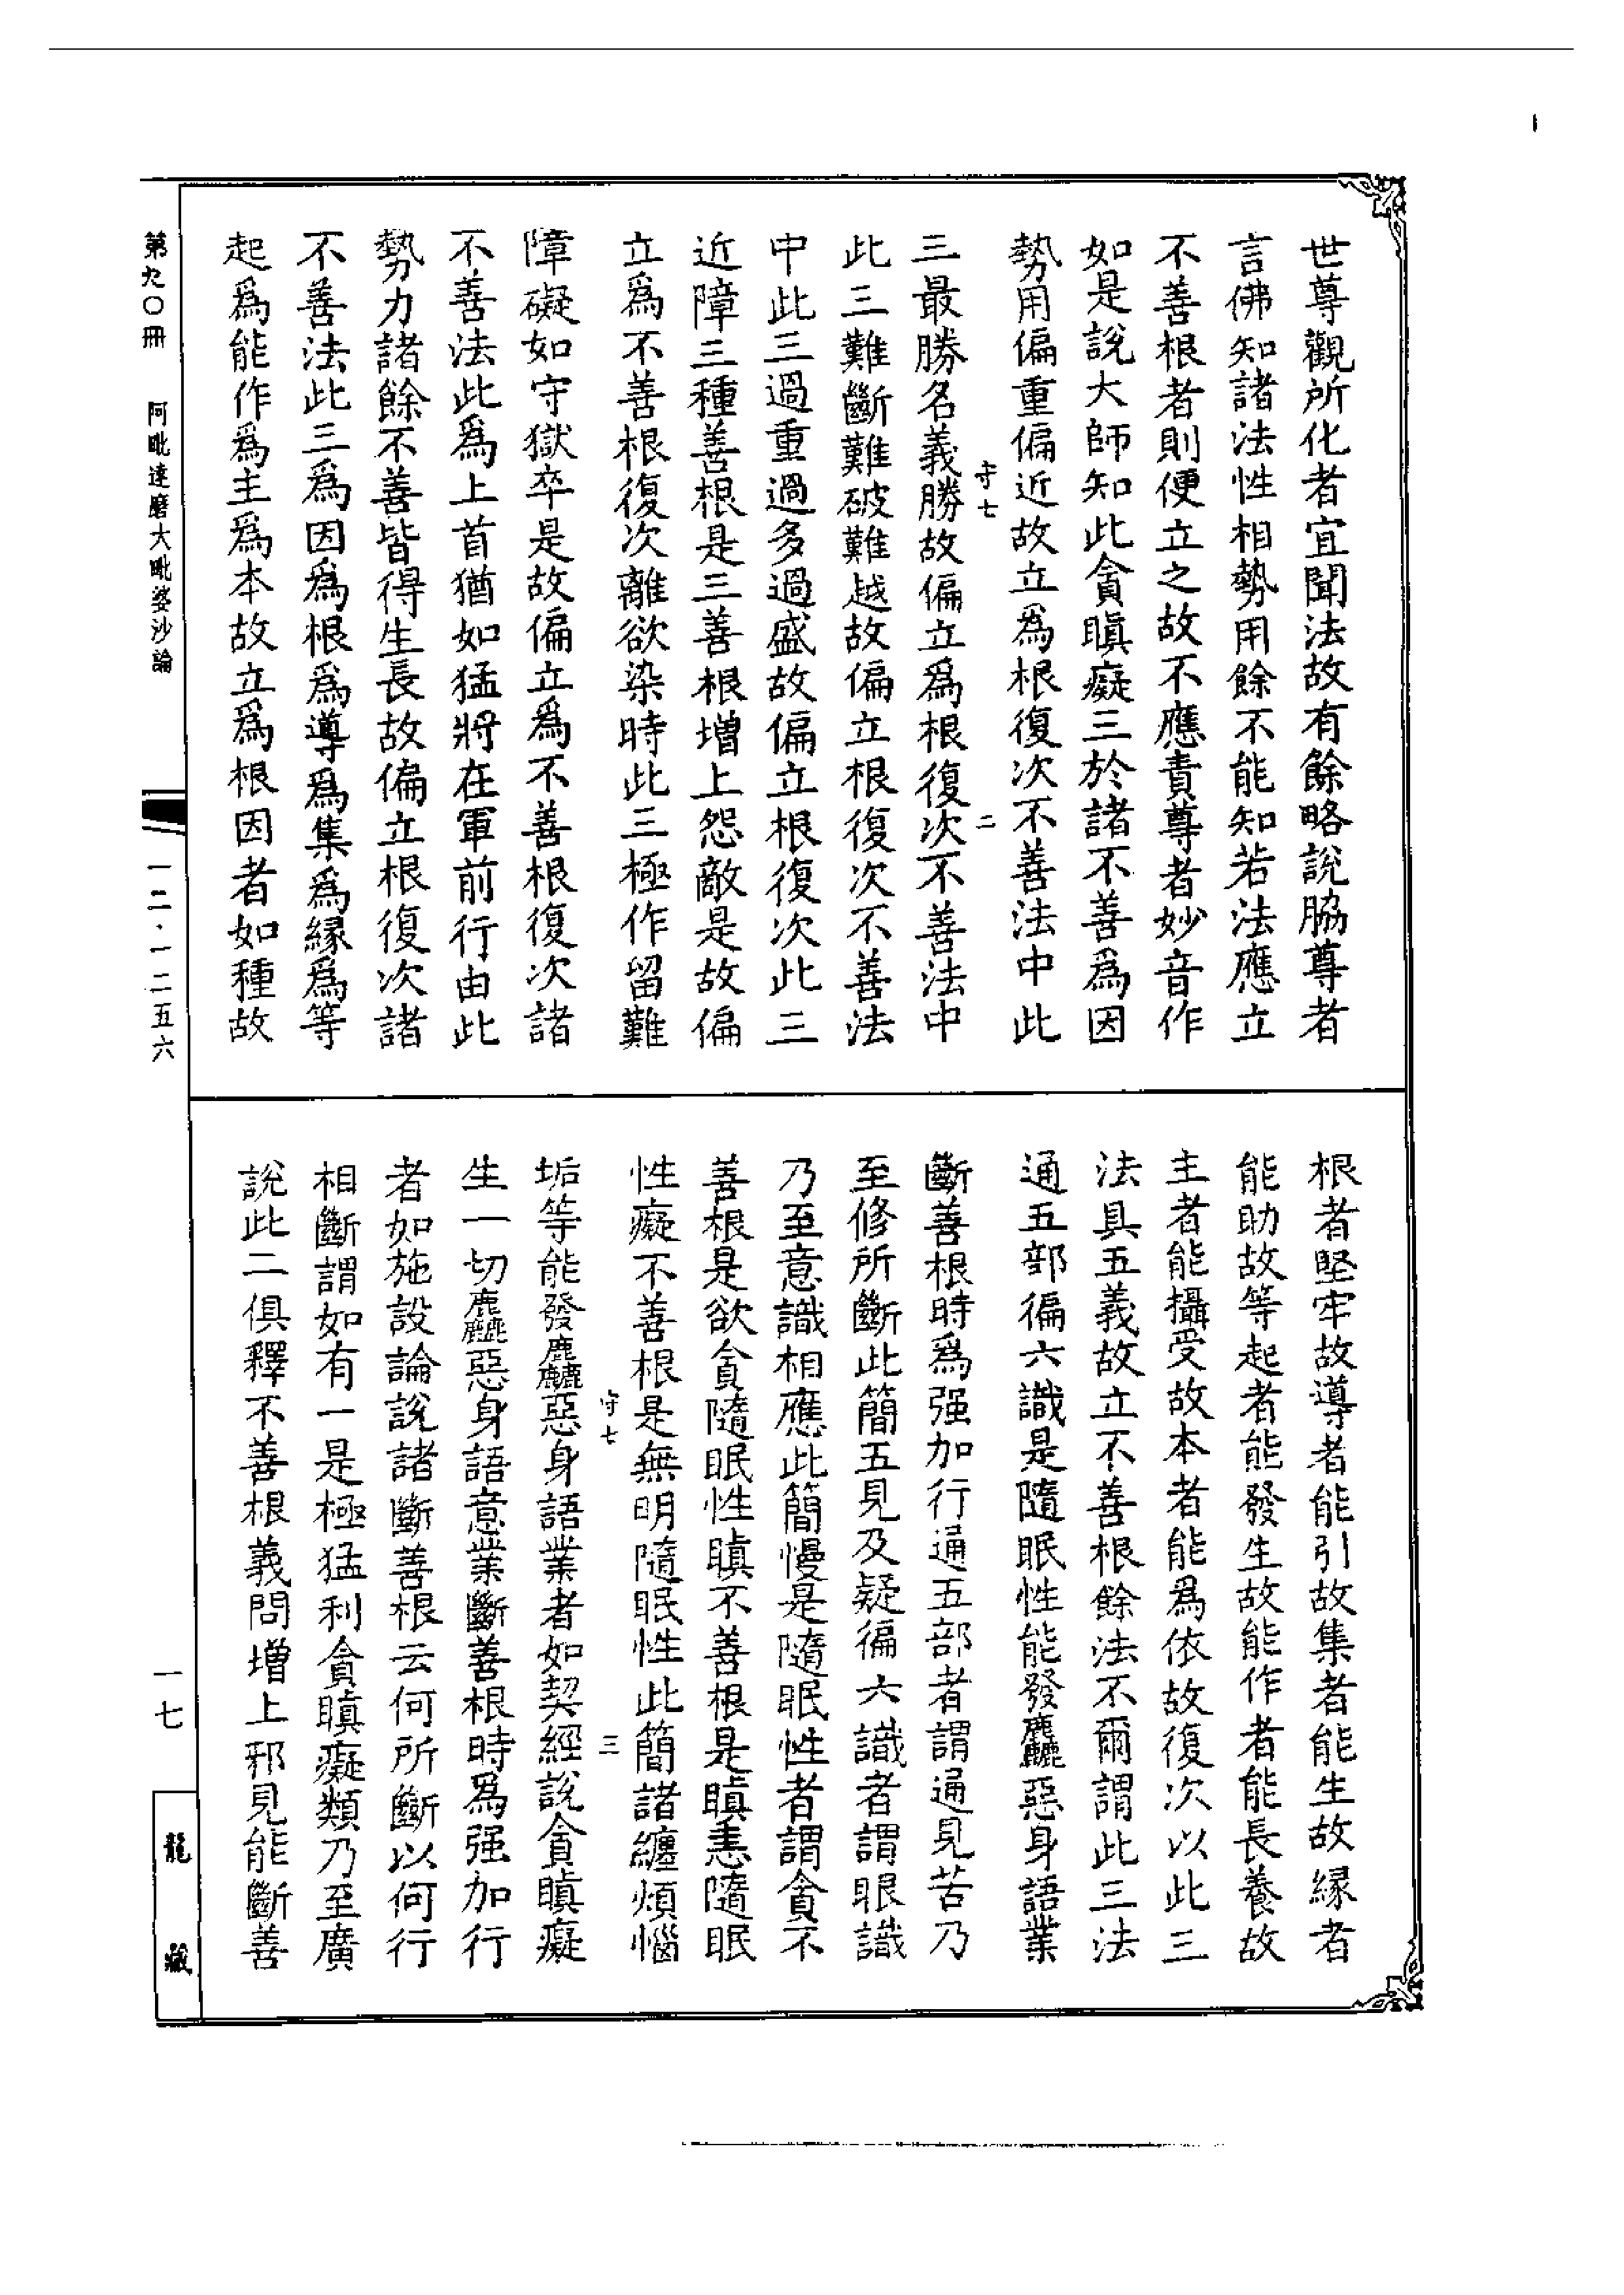 世尊觀所化者宜聞法故有餘略說脇尊者
言佛知諸法性相勢用餘不能知若法應立
不善根者則便立之故不應責尊者妙音作
如是說大師知此貪瞋癡三於諸不善爲因
勢用偏重偏近故立爲根復次不善法中此
守七 二
三最勝名義勝故偏立爲根復次不善法中
此三難斷難破難越故偏立根復次不善法
中此三過重過多過盛故偏立根復次此三
近障三種善根是三善根增上怨敵是故偏
立爲不善根復次離欲染時此三極作留難
障礙如守獄卒是故偏立爲不善根復次諸
不善法此爲上首猶如猛將在軍前行由此
勢力諸餘不善皆得生長故偏立根復次諸
不善法此三爲因爲根爲導爲集爲緣爲等
起爲能作爲主爲本故立爲根因者如種故
根者堅牢故導者能引故集者能生故緣者
能助故等起者能發生故能作者能長養故
主者能攝受故本者能爲依故復次以此三
法具五義故立不善根餘法不爾謂此三法
通五部徧六識是隨眠性能發麤惡身語業
斷善根時爲强加行通五部者謂通見苦乃
至修所斷此簡五見及疑徧六識者謂眼識
乃至意識相應此簡慢是隨眠性者謂貪不
善根是欲貪隨眠性瞋不善根是瞋恚隨眠
性癡不善根是無明隨眠性此簡諸纏煩惱
守七 三
垢等能發麤惡身語業者如契經說貪瞋癡
生一切麤惡身語意業斷善根時爲强加行
者如施設論說諸斷善根云何所斷以何行
相斷謂如有一是極猛利貪瞋癡類乃至廣
說此二俱釋不善根義問增上邪見能斷善
第九〇冊 阿毗達磨大毗婆沙論
一二·一二五六
一七
龍藏